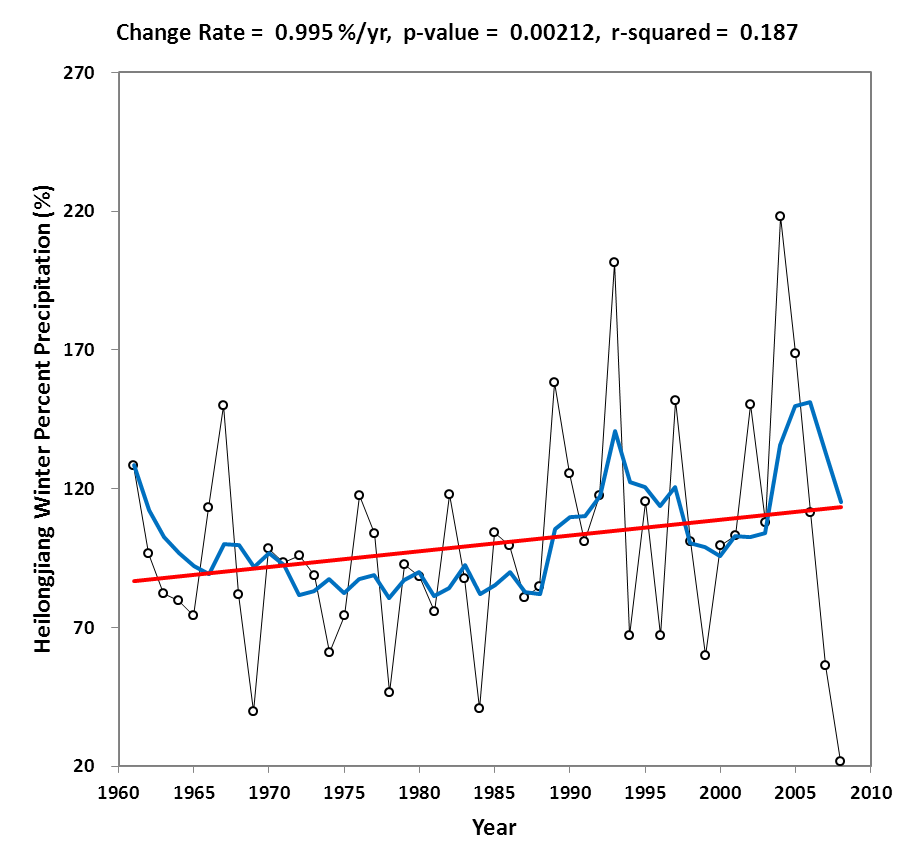 Change Rate = 0.995 %/yr, p-value = 0.00212, r-squared = 0.187
270
220
170
120
70
20
Heilongjiang Winter Percent Precipitation (%)
1960 1965 1970 1975 1980 1985 1990 1995 2000 2005 2010
Year